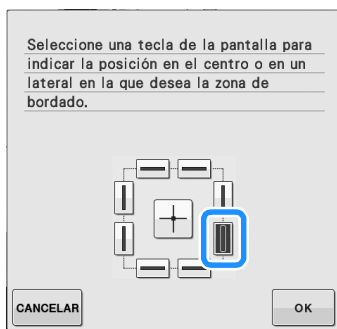 Seleccione una tecla de la pantalla para
indicar la posición en el centro o en un
lateral en la que desea la zona de
bordado.
CANCELAR
OK